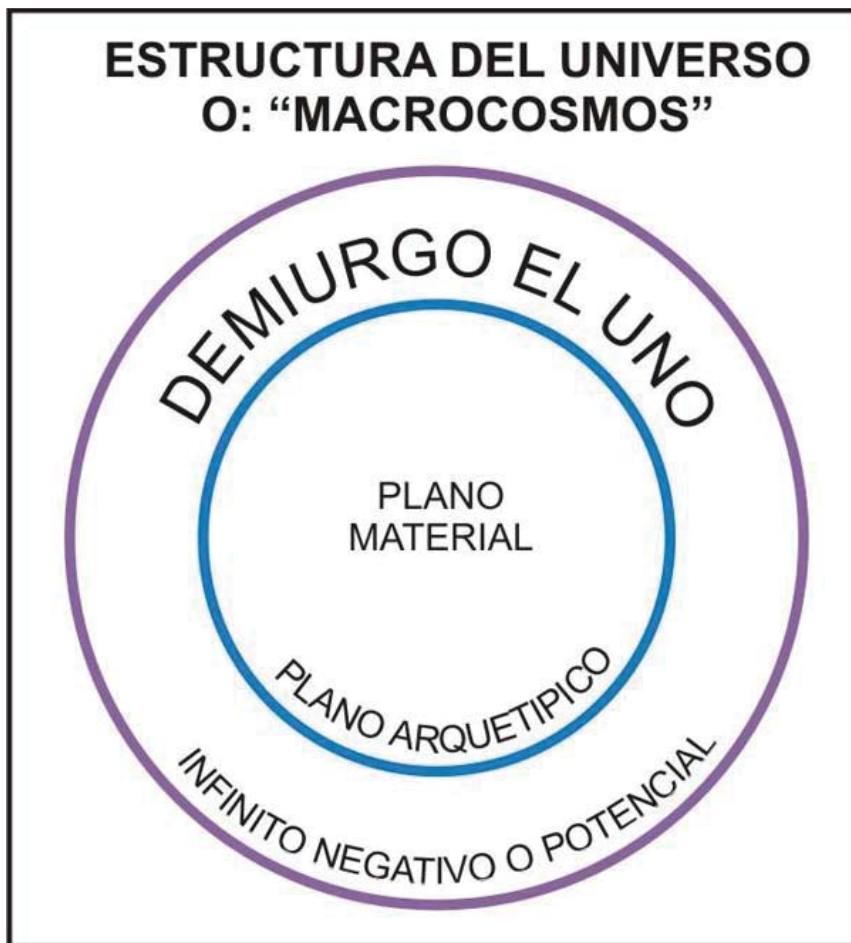 ESTRUCTURA DEL UNIVERSO
O: “MACROCOSMOS”
DEMIURGO EL UNO
PLANO
MATERIAL
PLANO ARQUETIPICO
INFINITO NEGATIVO O POTENCIAL